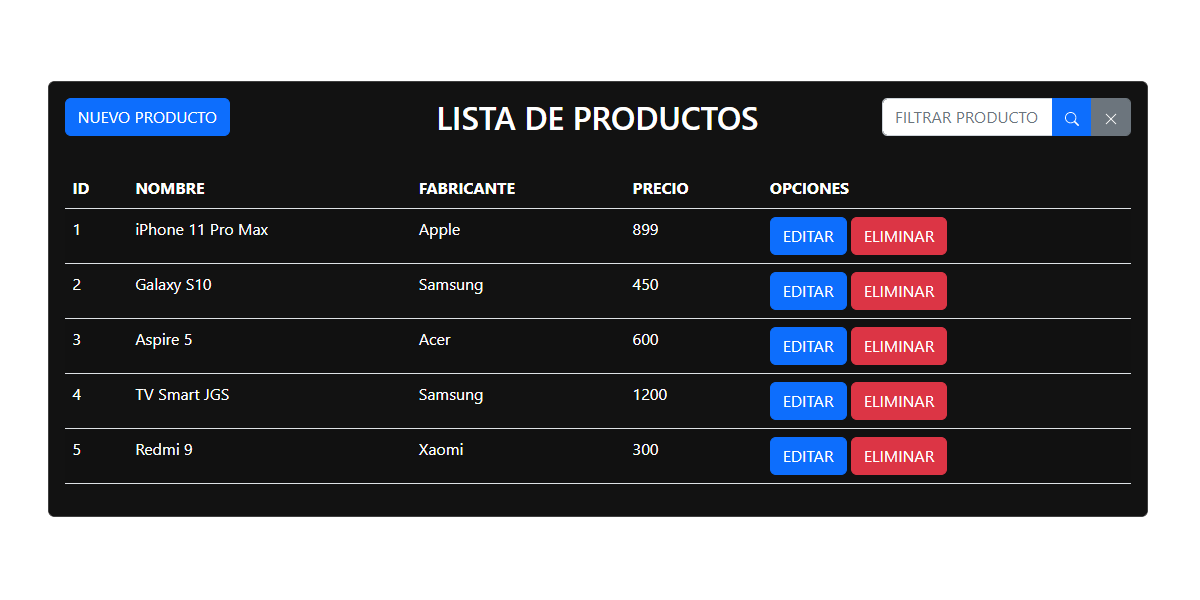 NUEVO PRODUCTO LISTA DE PRODUCTOS FILTRAR PRODUCTO
ID NOMBRE FABRICANTE PRECIO OPCIONES
1 iPhone 11 Pro Max Apple 899 EDITAR ELIMINAR
2 Galaxy S10 Samsung 450 EDITAR ELIMINAR
3 Aspire 5 Acer 600 EDITAR ELIMINAR
4 TV Smart JGS Samsung 1200 EDITAR ELIMINAR
5 Redmi 9 Xaomi 300 EDITAR ELIMINAR